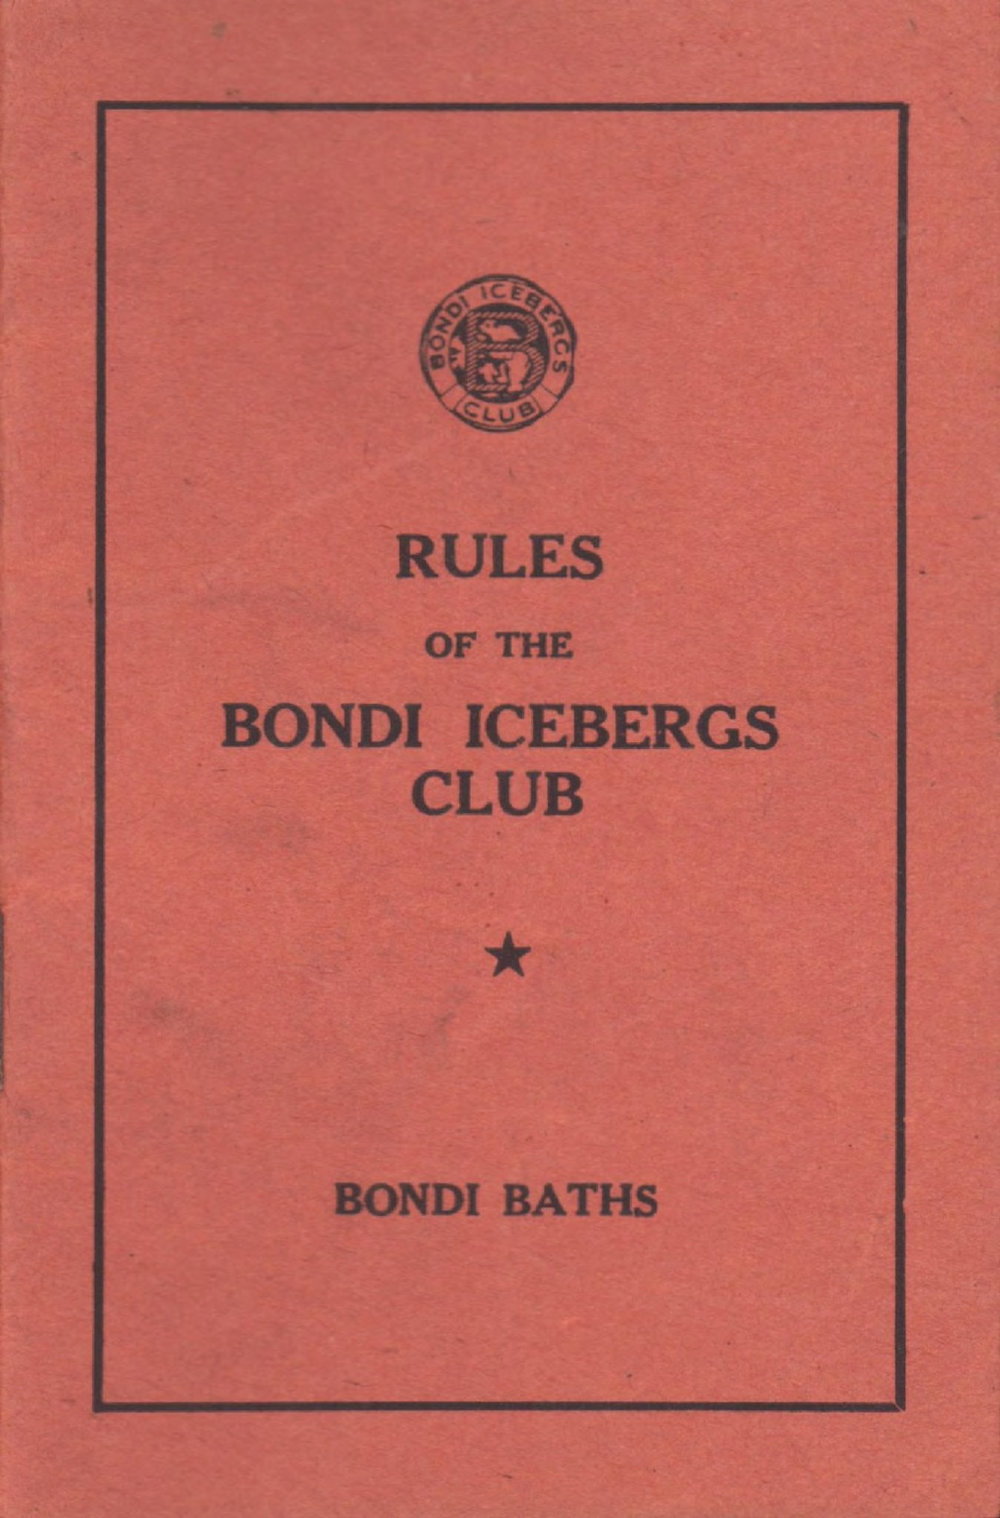 BONDI ICEBERGS
CLUB
RULES
OF THE
BONDI ICEBERGS
CLUB
BONDI BATHS